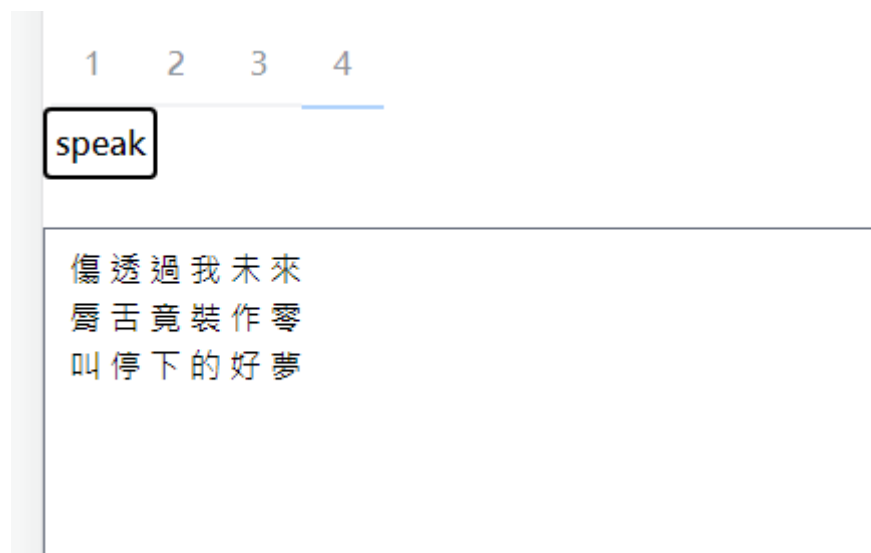 1 2 3 4
speak
傷 透 過 我 未 來
唇 舌 竟 裝 作 零
叫 停 下 的 好 夢